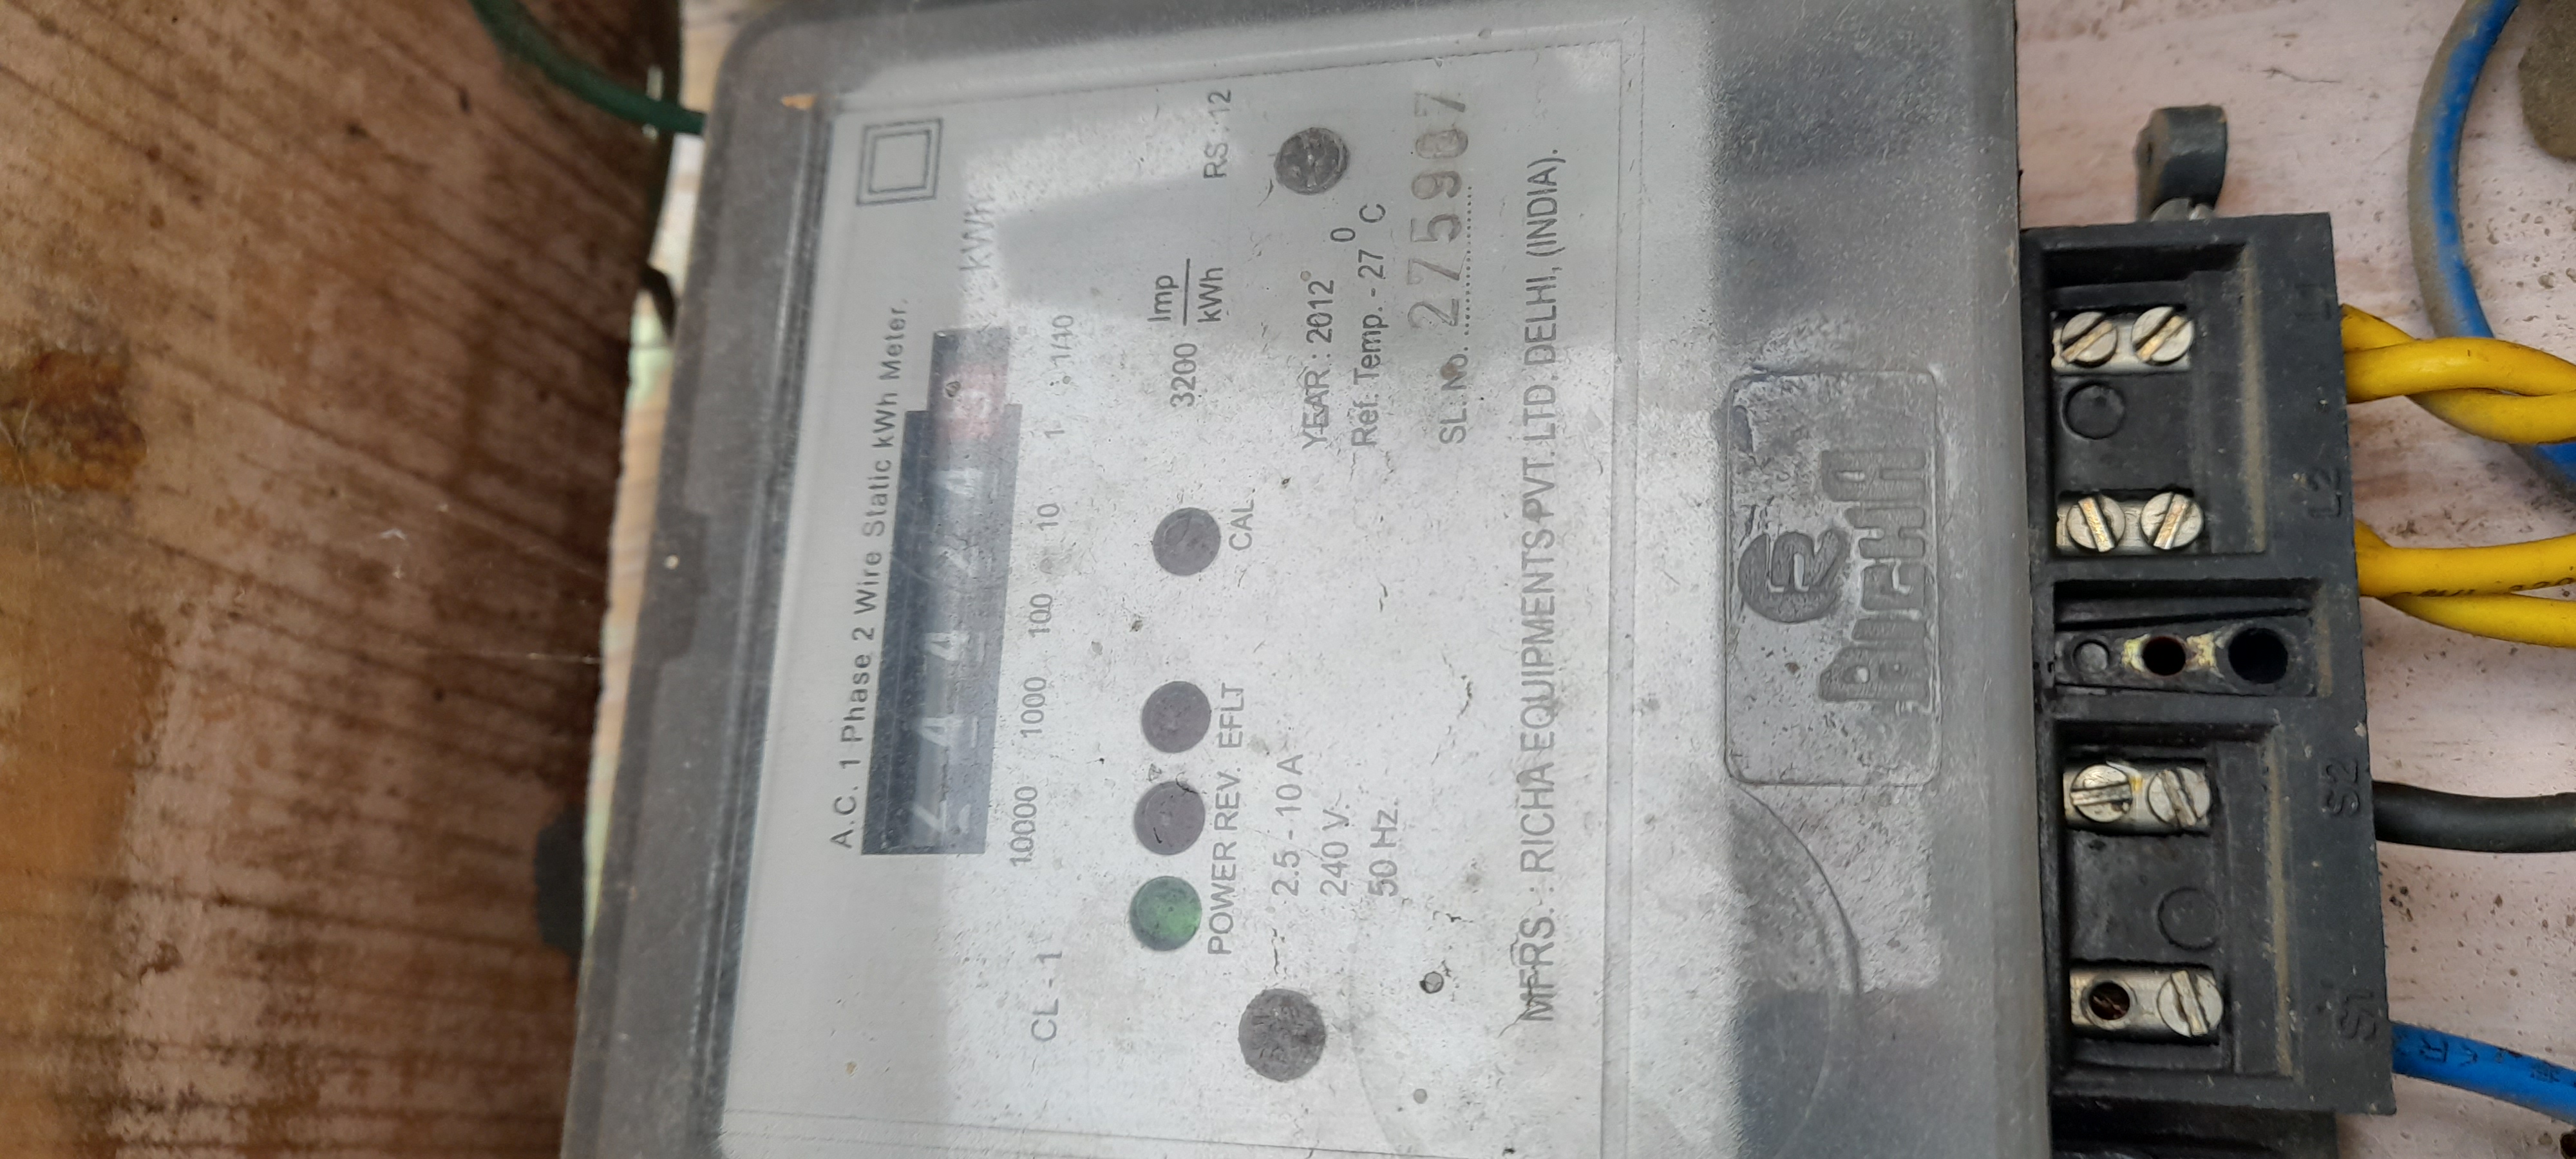 A.C. 1 Phase 2 Wire Static kWh Meter.
kWh
10000 1000 100 10 1 1/10
CL - 1
3200 Imp/kWh
RS : 12
POWER REV. EFLT
CAL
2.5 - 10 A
240 V.
50 Hz.
YEAR : 2012
Ref. Temp. - 27 0 C
SL. No. 275907
MFRS. : RICHA EQUIPMENTS PVT. LTD. DELHI, (INDIA).
R
RICHA
S1 S2 L2